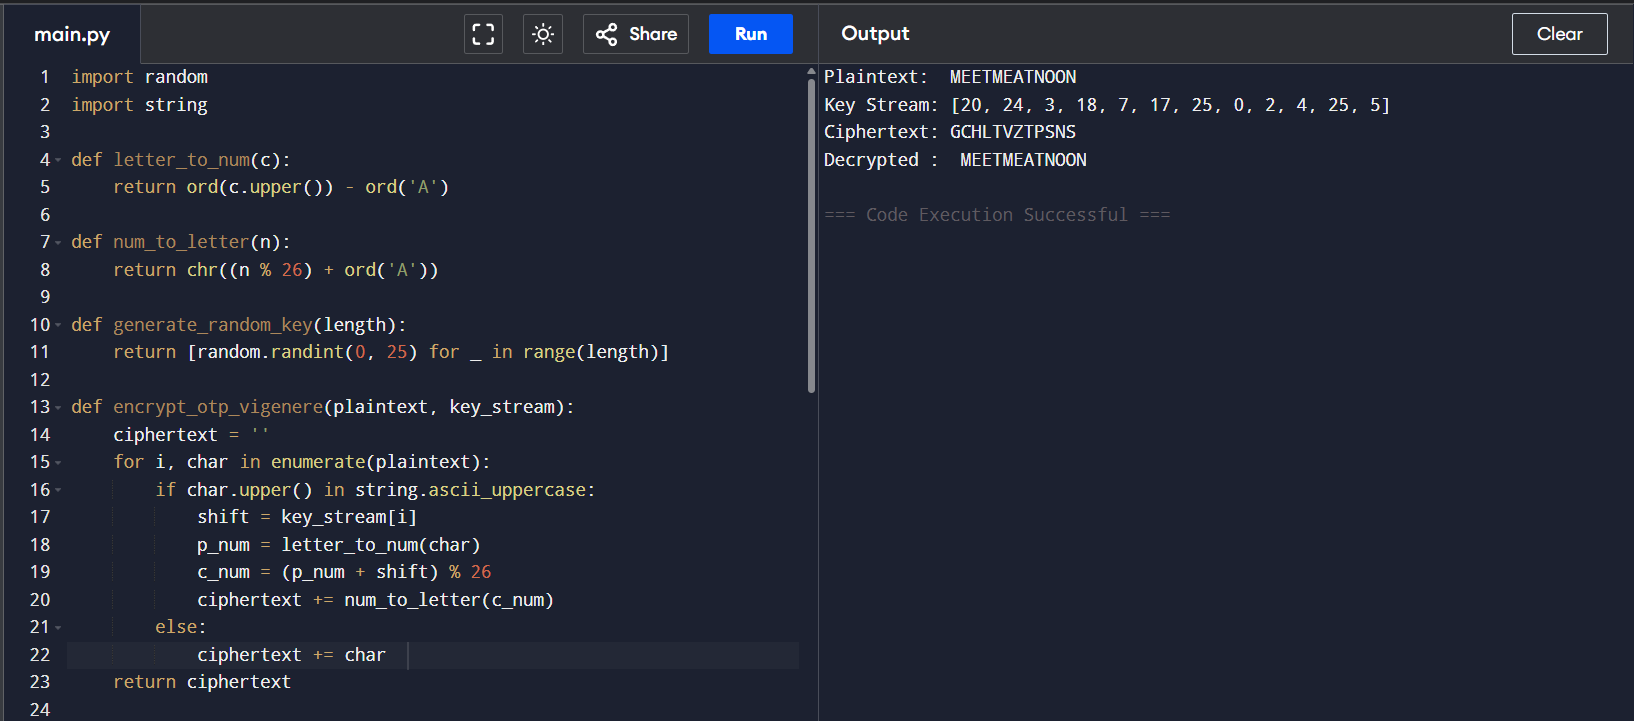 main.py
Share
Run
1 import random
2 import string
3
4 def letter_to_num(c):
5     return ord(c.upper()) - ord('A')
6
7 def num_to_letter(n):
8     return chr((n % 26) + ord('A'))
9
10 def generate_random_key(length):
11     return [random.randint(0, 25) for _ in range(length)]
12
13 def encrypt_otp_vigenere(plaintext, key_stream):
14     ciphertext = ''
15     for i, char in enumerate(plaintext):
16         if char.upper() in string.ascii_uppercase:
17             shift = key_stream[i]
18             p_num = letter_to_num(char)
19             c_num = (p_num + shift) % 26
20             ciphertext += num_to_letter(c_num)
21         else:
22             ciphertext += char
23     return ciphertext
24
Output
Clear
Plaintext:  MEETMEATNOON
Key Stream: [20, 24, 3, 18, 7, 17, 25, 0, 2, 4, 25, 5]
Ciphertext: GCHLTVZTPSNS
Decrypted :  MEETMEATNOON
=== Code Execution Successful ===